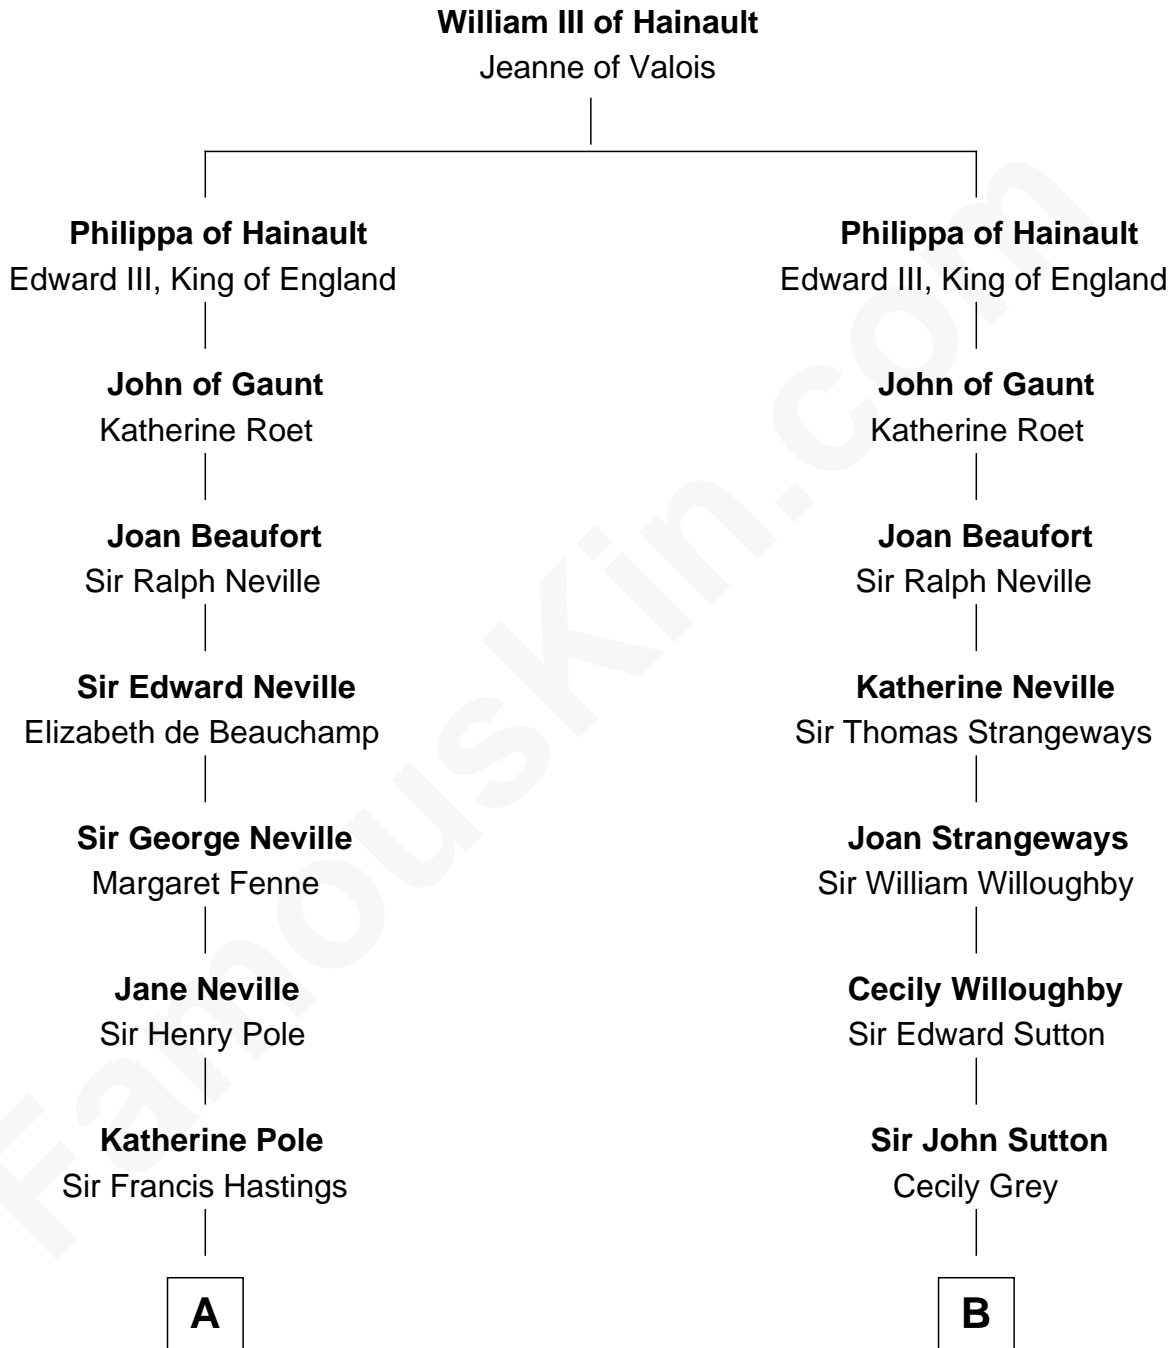 William III of Hainault
Jeanne of Valois
Philippa of Hainault
Edward III, King of England
John of Gaunt
Katherine Roet
Joan Beaufort
Sir Ralph Neville
Sir Edward Neville
Elizabeth de Beauchamp
Sir George Neville
Margaret Fenne
Jane Neville
Sir Henry Pole
Katherine Pole
Sir Francis Hastings
A
Philippa of Hainault
Edward III, King of England
John of Gaunt
Katherine Roet
Joan Beaufort
Sir Ralph Neville
Katherine Neville
Sir Thomas Strangeways
Joan Strangeways
Sir William Willoughby
Cecily Willoughby
Sir Edward Sutton
Sir John Sutton
Cecily Grey
B
FamousKin.com